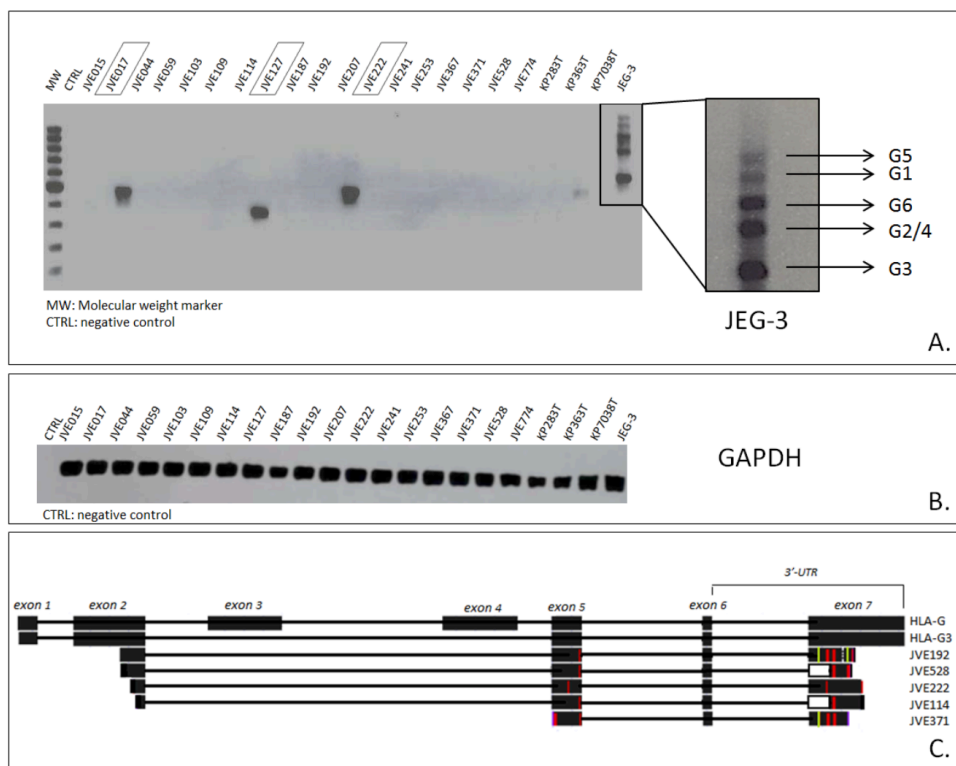 MW CTRL JVE015 JVE017 JVE044 JVE059 JVE103 JVE109 JVE114 JVE127 JVE187 JVE192 JVE207 JVE222 JVE241 JVE253 JVE367 JVE371 JVE528 JVE774 KP283T KP363T KP7038T JEG-3
G5
G1
G6
G2/4
G3
MW: Molecular weight marker
CTRL: negative control
JEG-3
A.
CTRL JVE015 JVE017 JVE044 JVE059 JVE103 JVE109 JVE114 JVE127 JVE187 JVE192 JVE207 JVE222 JVE241 JVE253 JVE367 JVE371 JVE528 JVE774 KP283T KP363T KP7038T JEG-3
GAPDH
CTRL: negative control
B.
3'-UTR
exon 1 exon 2 exon 3 exon 4 exon 5 exon 6 exon 7
HLA-G
HLA-G3
JVE192
JVE528
JVE222
JVE114
JVE371
C.